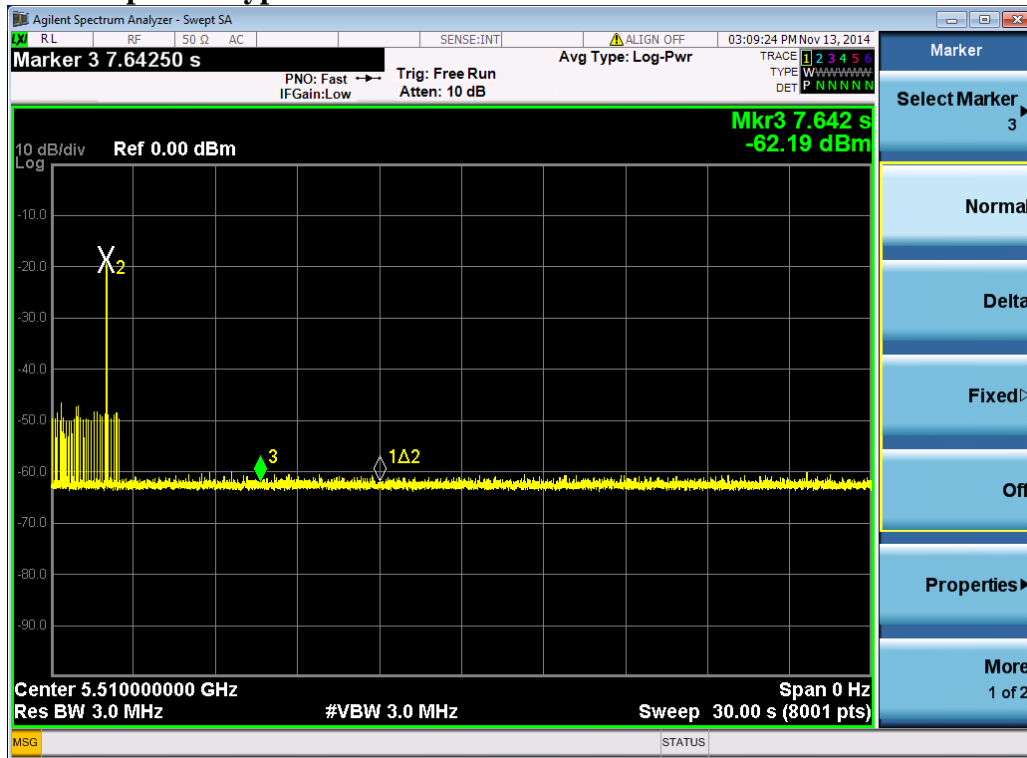 Agilent Spectrum Analyzer - Swept SA
LXI RL RF 50 Ω AC SENSE:INT ALIGN OFF 03:09:24 PM Nov 13, 2014
Marker 3 7.64250 s
PNO: Fast
IFGain:Low
Trig: Free Run
Atten: 10 dB
Avg Type: Log-Pwr
TRACE 1 2 3 4 5 6
TYPE WWWWWWW
DET P N N N N N
Mkr3 7.642 s
-62.19 dBm
10 dB/div Ref 0.00 dBm
Log
-10.0
-20.0
-30.0
-40.0
-50.0
-60.0
-70.0
-80.0
-90.0
X2
3
1Δ2
Center 5.510000000 GHz Span 0 Hz
Res BW 3.0 MHz #VBW 3.0 MHz Sweep 30.00 s (8001 pts)
MSG STATUS
Marker
Select Marker
3
Normal
Delta
Fixed
Off
Properties
More
1 of 2